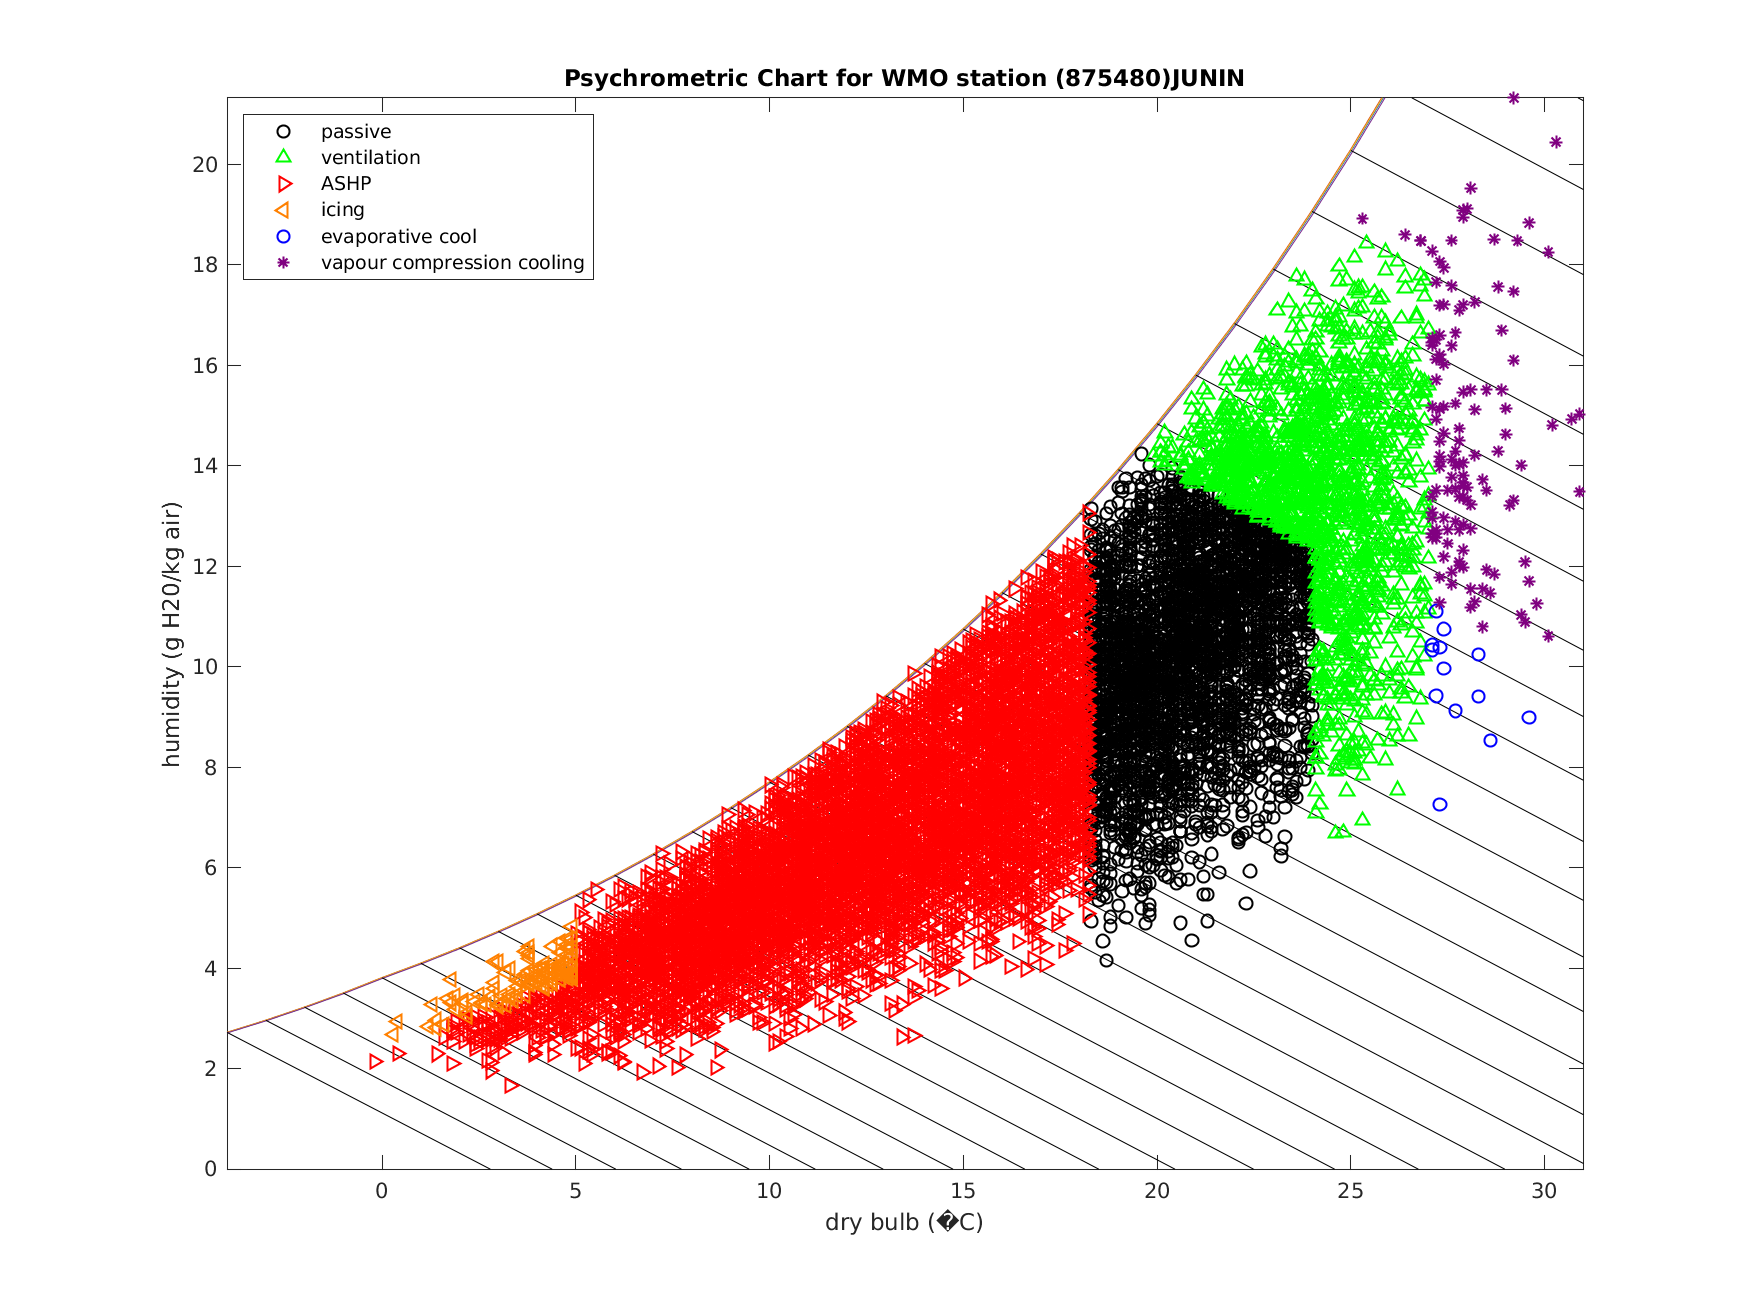 Psychrometric Chart for WMO station (875480)JUNIN
passive
ventilation
ASHP
icing
evaporative cool
vapour compression cooling
humidity (g H20/kg air)
20
18
16
14
12
10
8
6
4
2
0
0 5 10 15 20 25 30
dry bulb (�C)